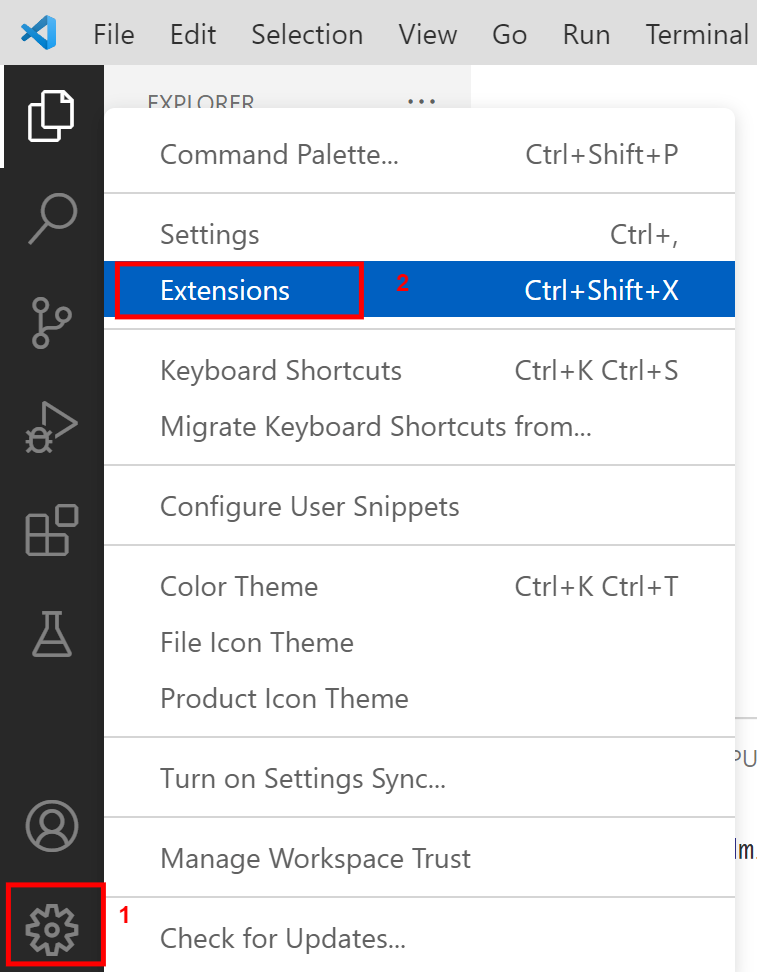 File Edit Selection View Go Run Terminal
EXPLORER ...
Command Palette... Ctrl+Shift+P
Settings Ctrl+,
Extensions 2 Ctrl+Shift+X
Keyboard Shortcuts Ctrl+K Ctrl+S
Migrate Keyboard Shortcuts from...
Configure User Snippets
Color Theme Ctrl+K Ctrl+T
File Icon Theme
Product Icon Theme
Turn on Settings Sync...
Manage Workspace Trust
1
Check for Updates...